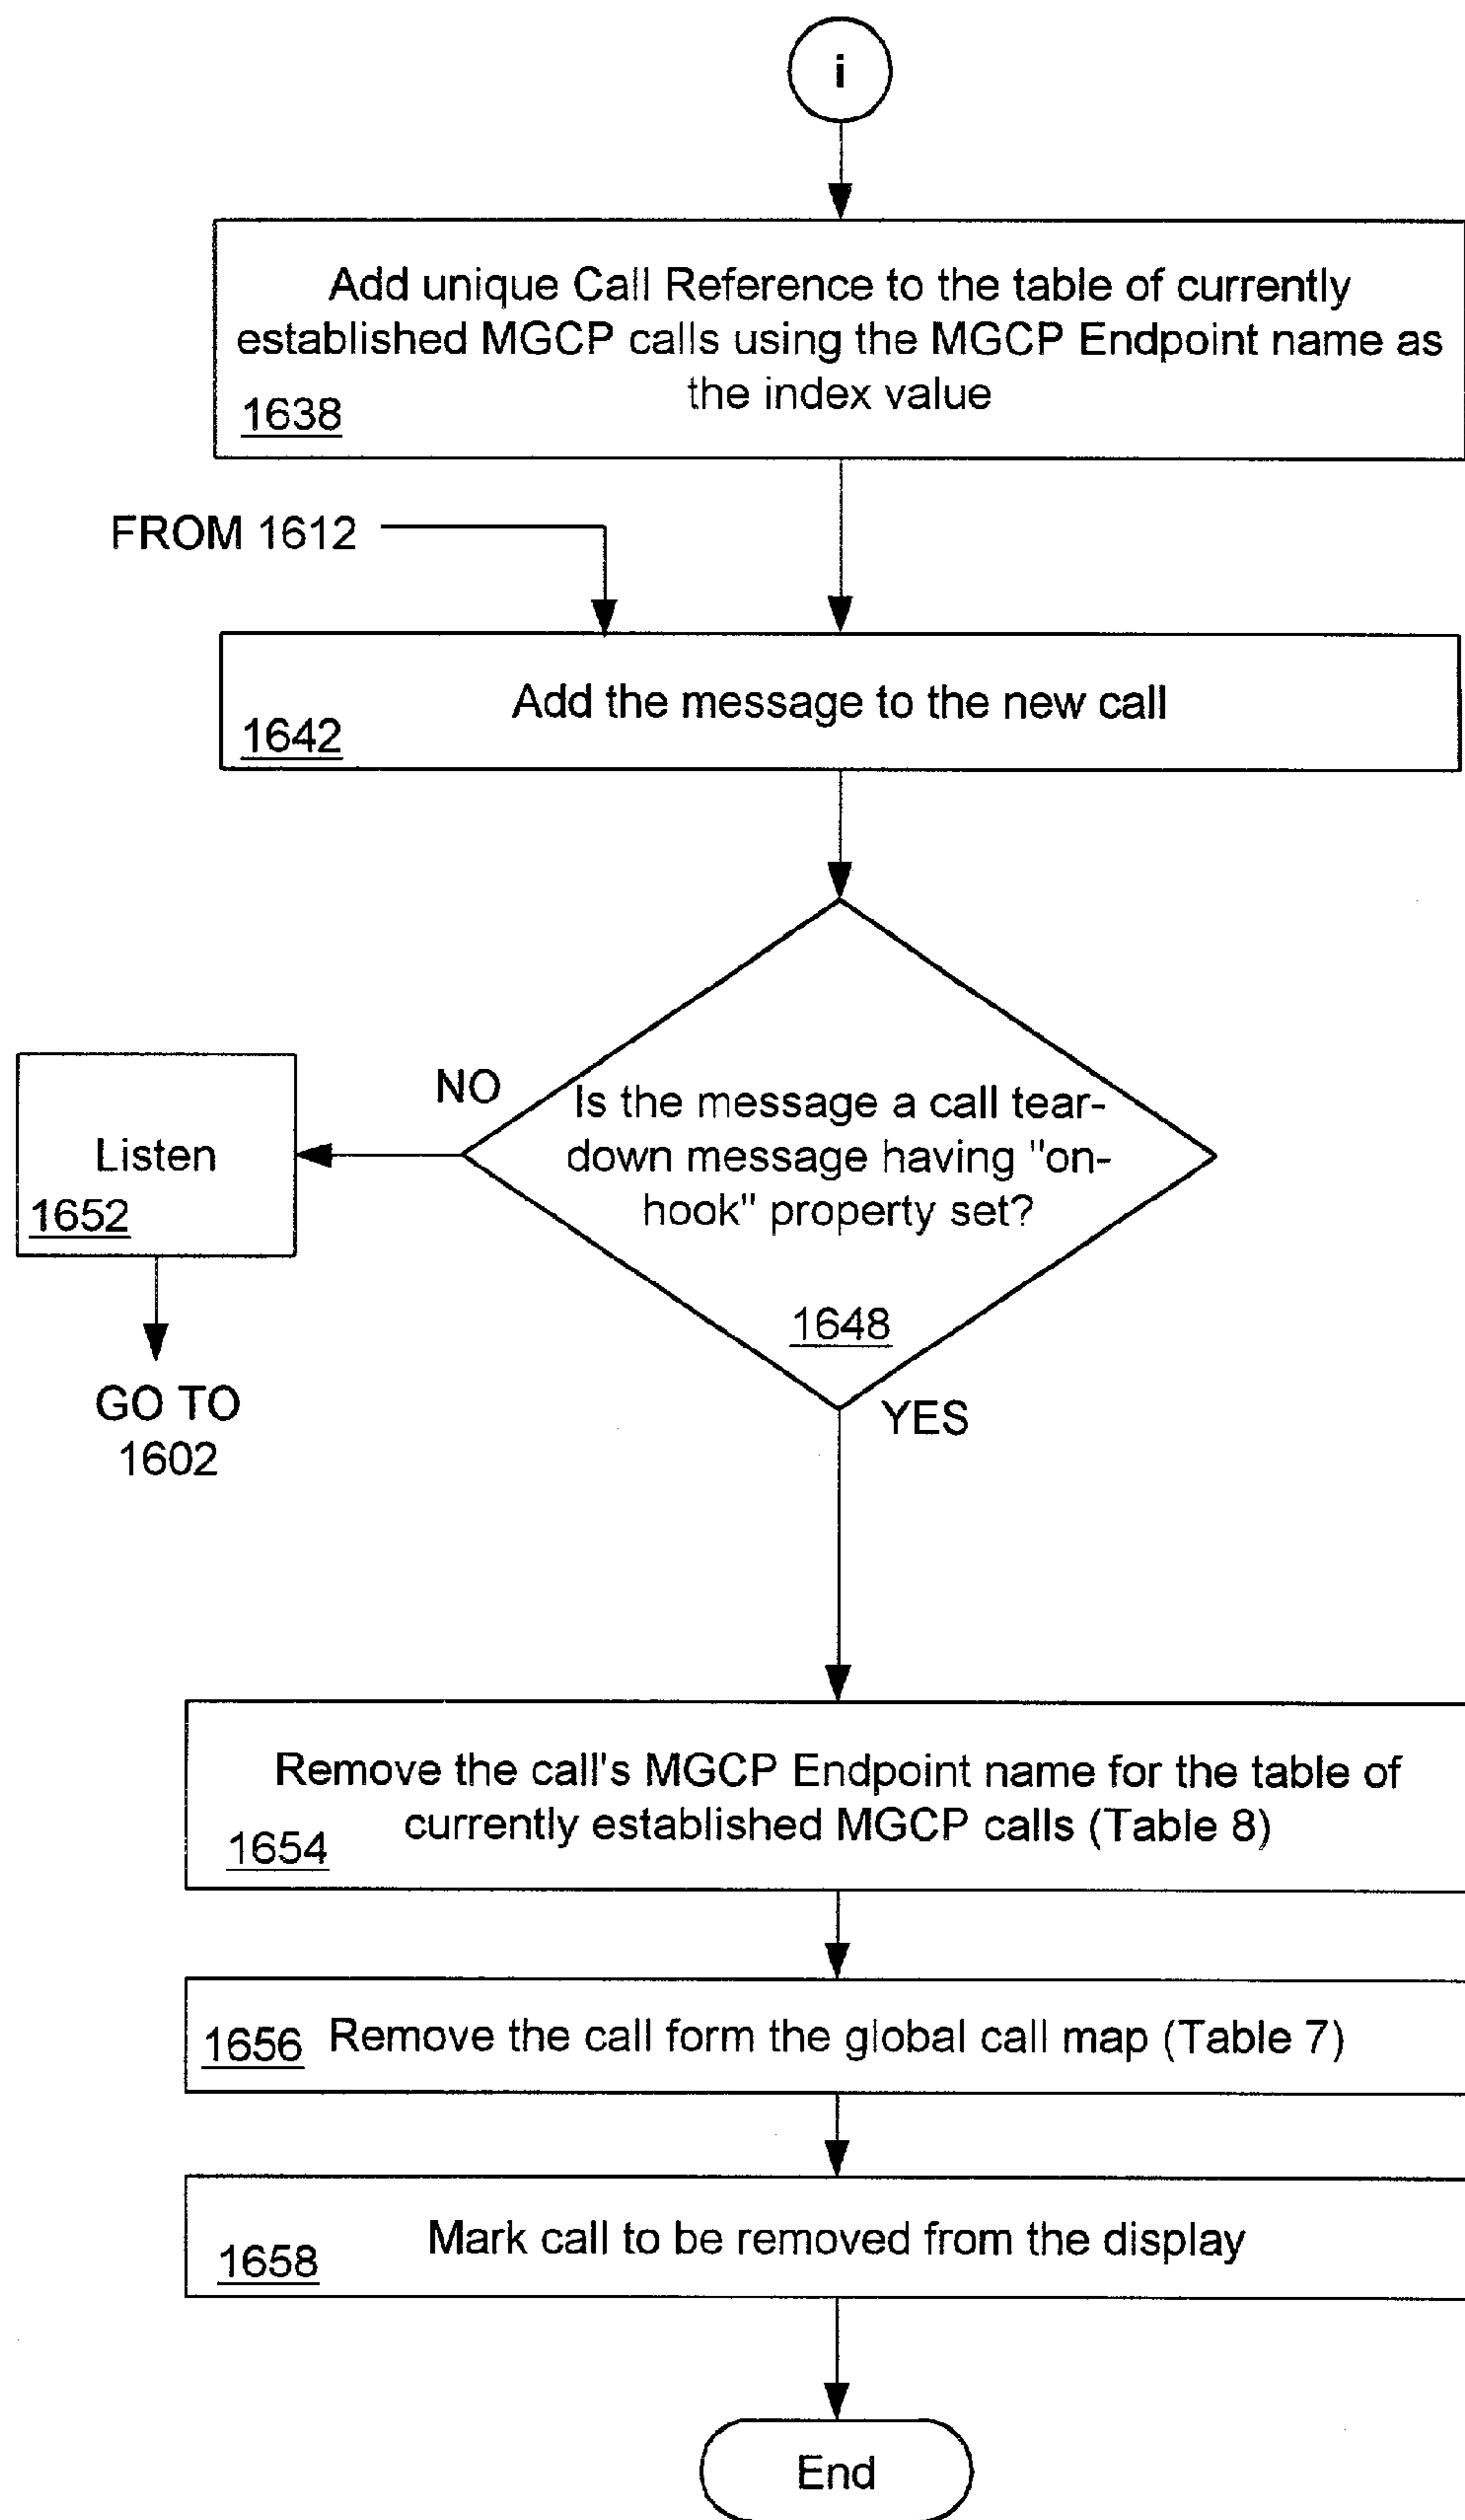 i
Add unique Call Reference to the table of currently
established MGCP calls using the MGCP Endpoint name as
the index value
1638
FROM 1612
Add the message to the new call
1642
NO
Is the message a call tear-
down message having "on-
hook" property set?
1648
Listen
1652
GO TO
1602
YES
Remove the call's MGCP Endpoint name for the table of
currently established MGCP calls (Table 8)
1654
1656 Remove the call form the global call map (Table 7)
Mark call to be removed from the display
1658
End